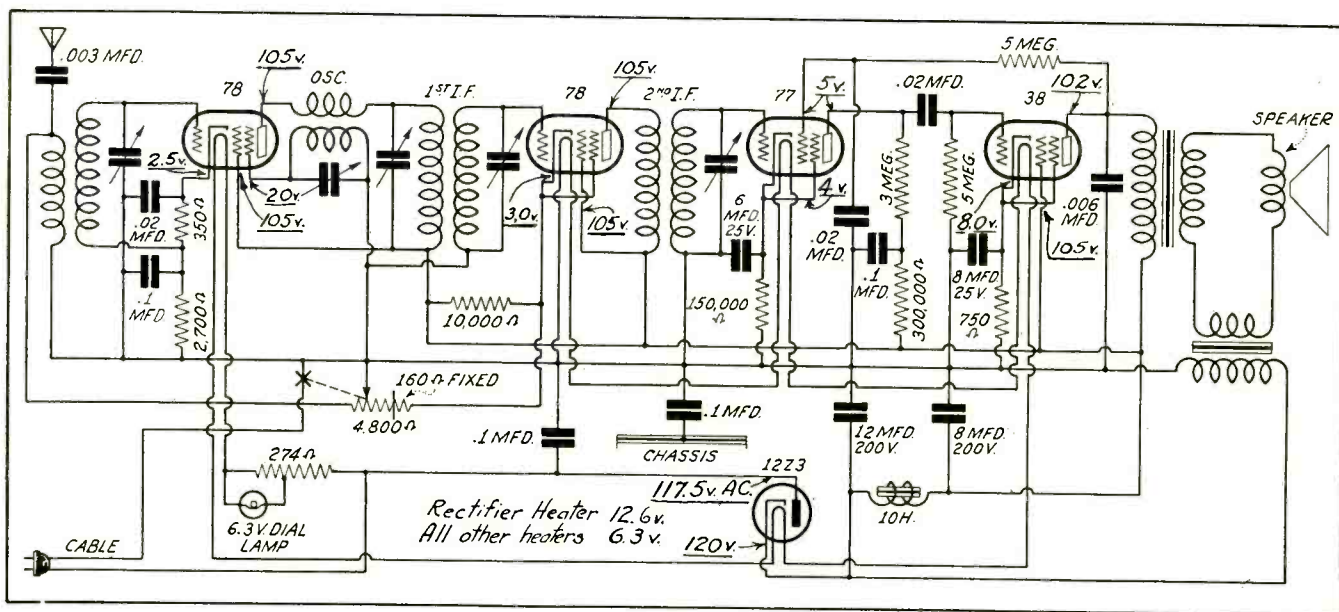 .003 MFD.
78
105v.
OSC.
1ST I.F.
78
105v.
2ND I.F.
77
5v.
.02 MFD.
5 MEG.
38
102v.
SPEAKER
2.5v.
.02
MFD.
350Ω
20v.
105v.
3.0v.
105v.
4v.
6
MFD.
25V.
.02
MFD.
3 MEG.
5 MEG.
8.0v.
105v.
.006
MFD.
.1
MFD.
2,700Ω
10,000Ω
150,000
Ω
.1
MFD.
300,000Ω
8 MFD.
25V.
750
Ω
160Ω FIXED
4,800Ω
.1 MFD.
.1 MFD.
CHASSIS
12 MFD.
200V.
8 MFD.
200V.
274Ω
6.3 V. DIAL
LAMP
CABLE
Rectifier Heater 12.6v.
All other heaters 6.3v.
12Z3
117.5v. AC.
120v.
10H.